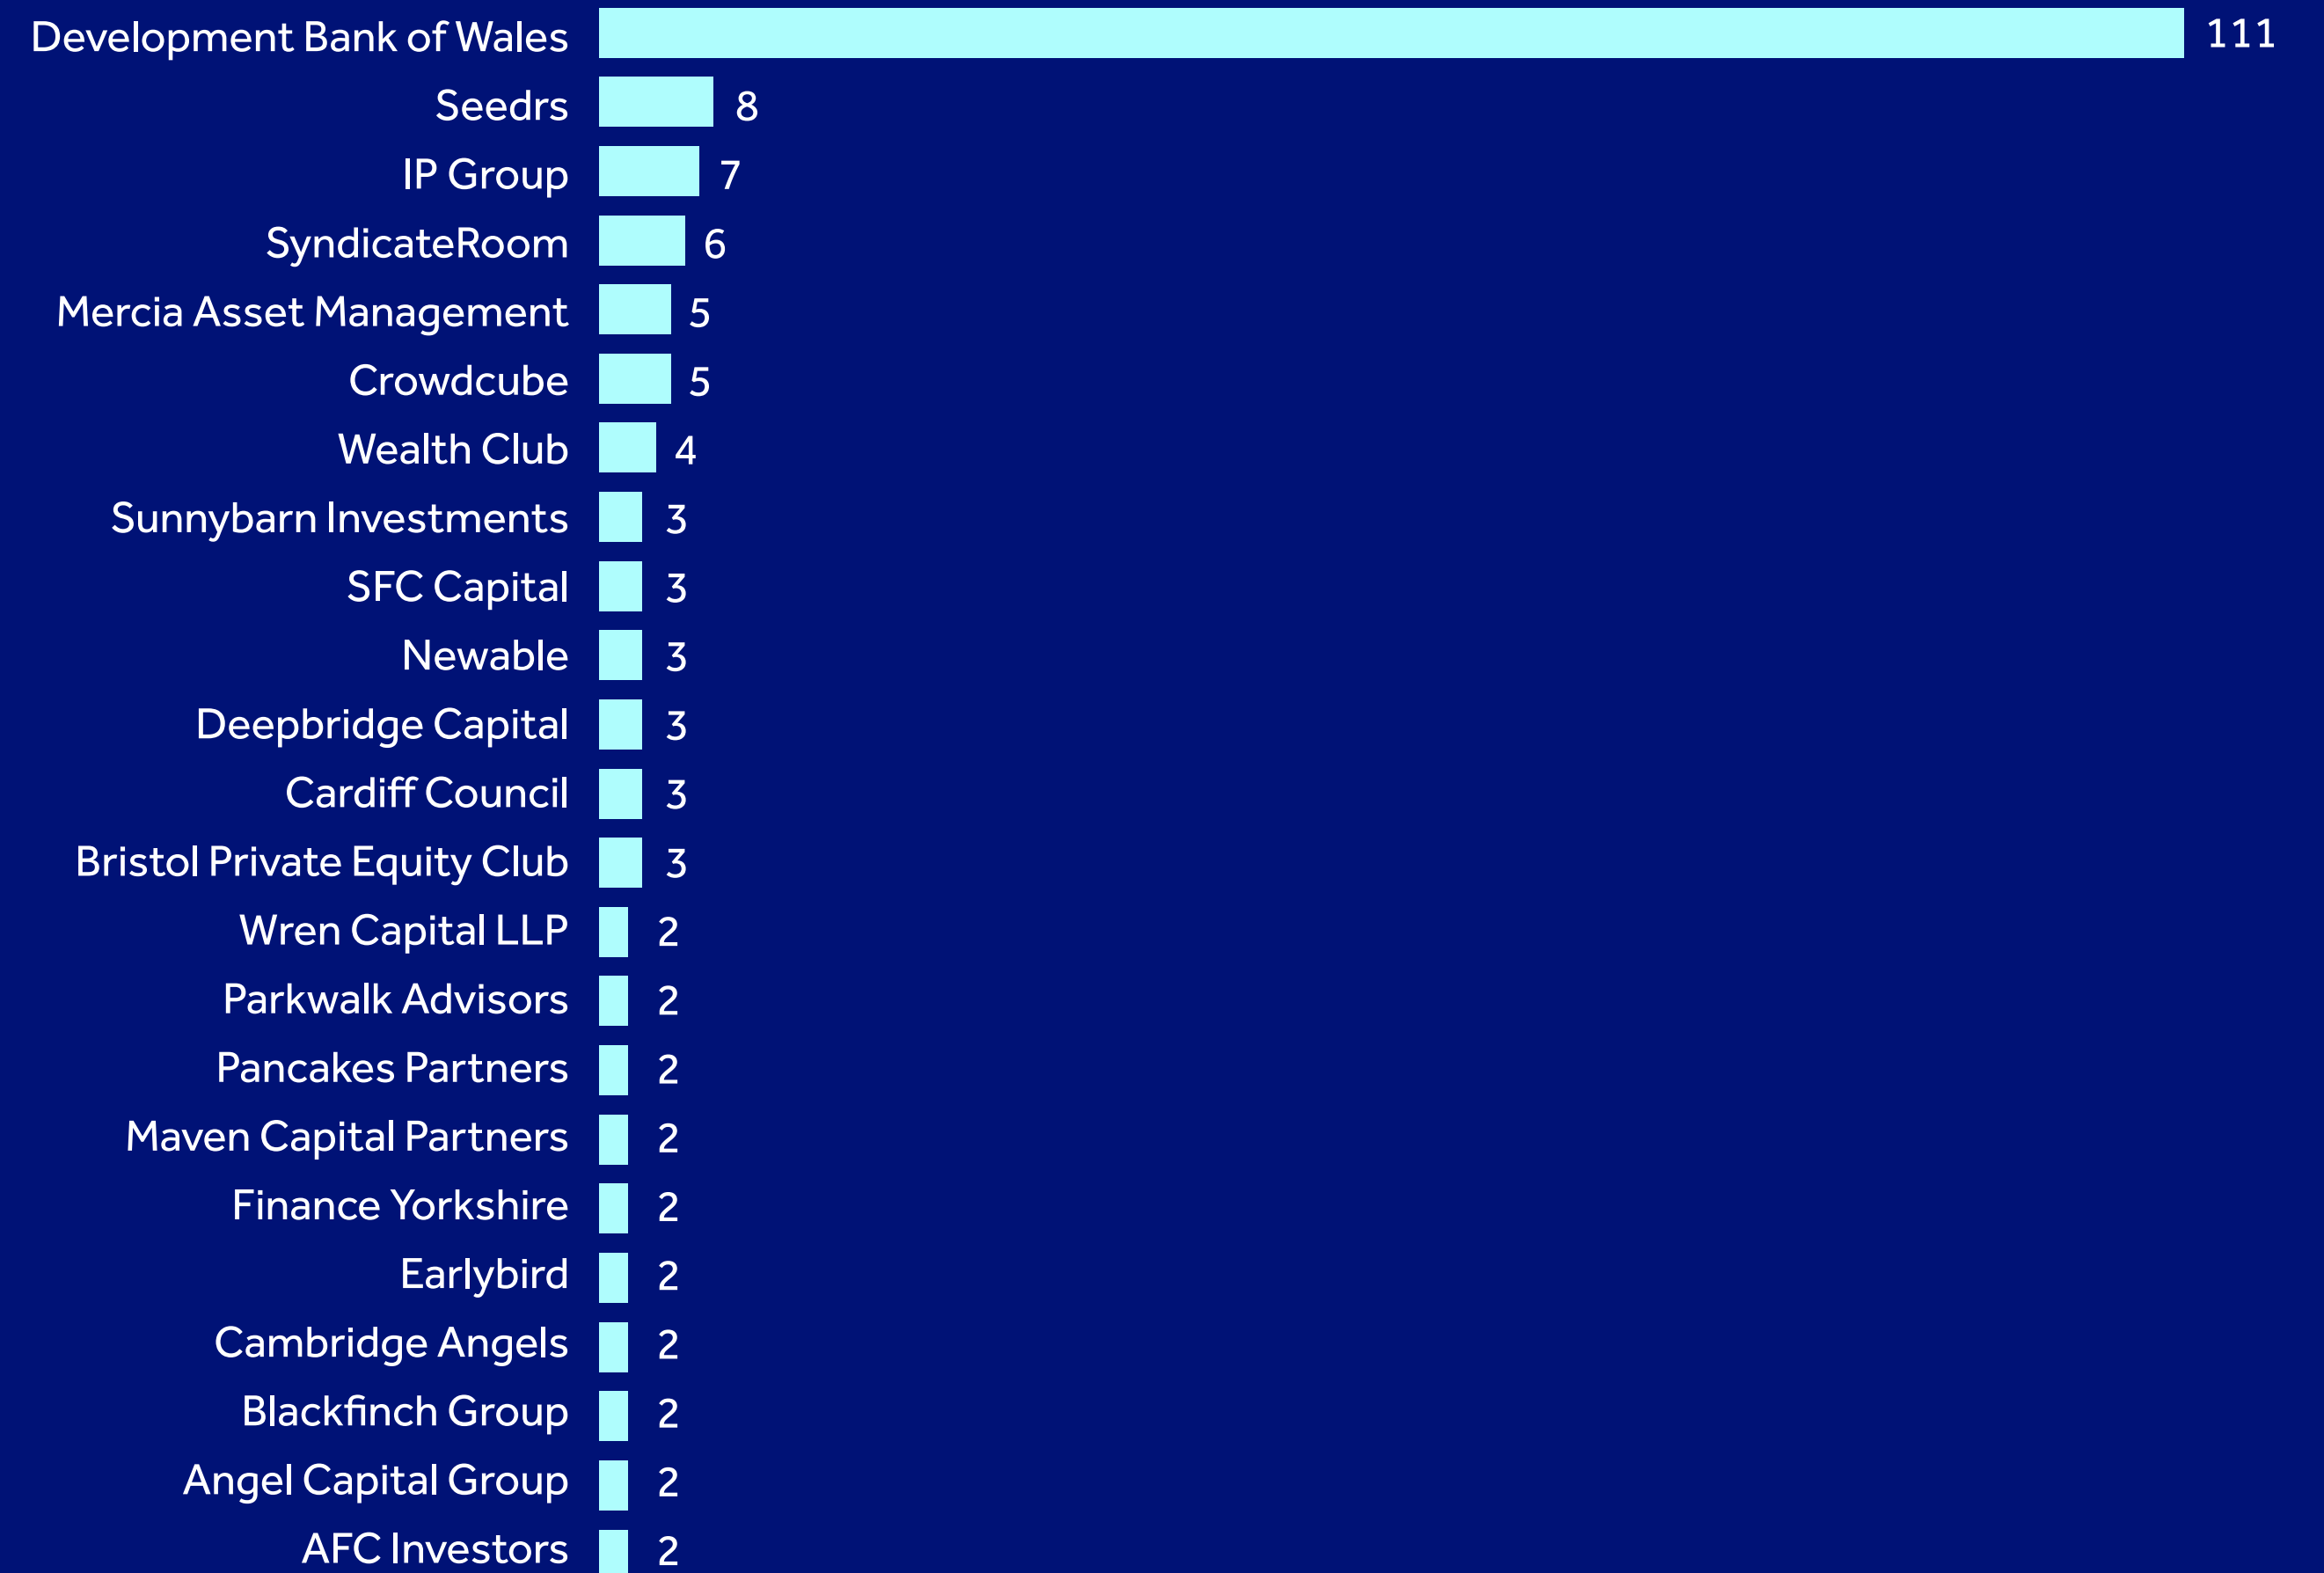 Development Bank of Wales 111
Seedrs 8
IP Group 7
SyndicateRoom 6
Mercia Asset Management 5
Crowdcube 5
Wealth Club 4
Sunnybarn Investments 3
SFC Capital 3
Newable 3
Deepbridge Capital 3
Cardiff Council 3
Bristol Private Equity Club 3
Wren Capital LLP 2
Parkwalk Advisors 2
Pancakes Partners 2
Maven Capital Partners 2
Finance Yorkshire 2
Earlybird 2
Cambridge Angels 2
Blackfinch Group 2
Angel Capital Group 2
AFC Investors 2